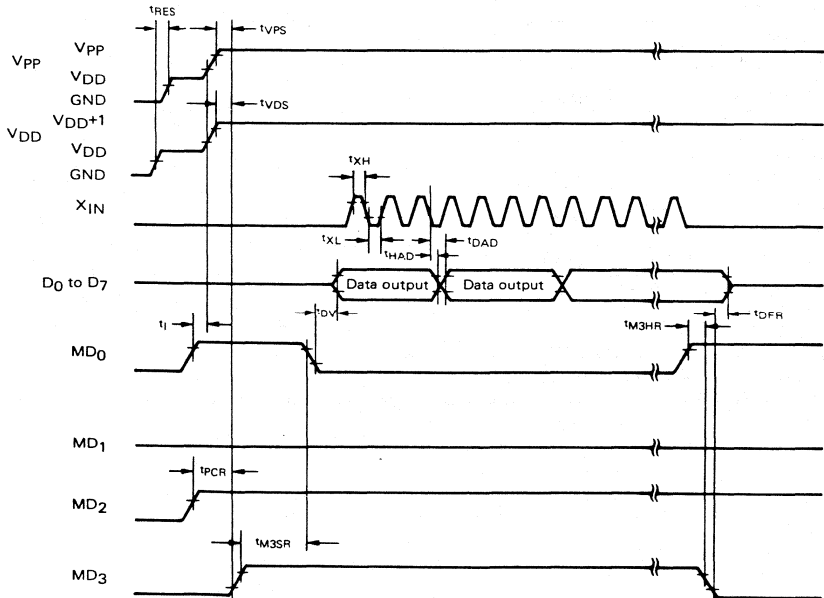 tRES
tVPS
VPP
VPP
VDD
GND
tVDS
VDD+1
VDD
VDD
GND
tXH
XIN
tXL
tHAD
tDAD
D0 to D7
Data output
Data output
tI
tDV
tM3HR
tDFR
MD0
MD1
tPCR
MD2
tM3SR
MD3